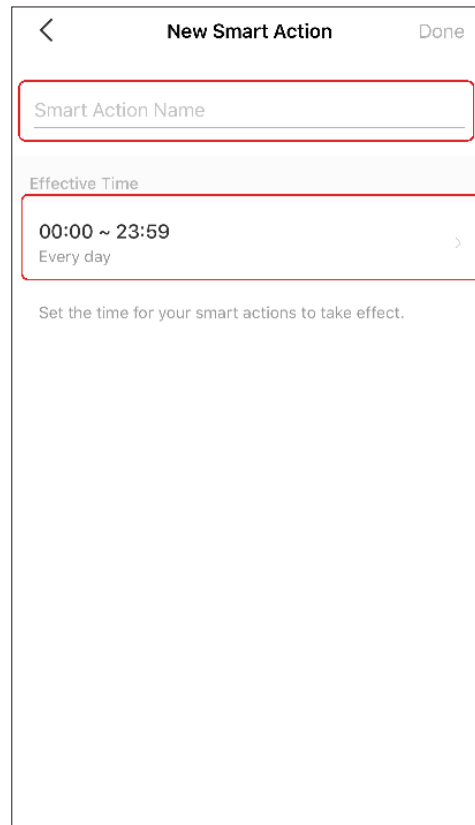 New Smart Action Done
Smart Action Name
Effective Time
00:00 ~ 23:59
Every day
Set the time for your smart actions to take effect.